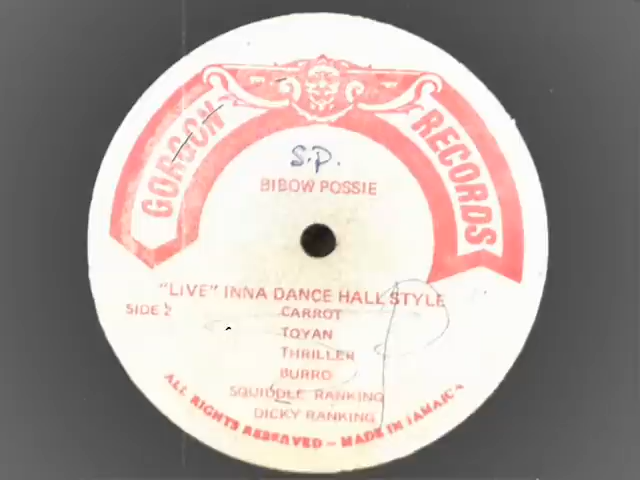 GORGON RECORDS
S.P.
BIBOW POSSIE
"LIVE" INNA DANCE HALL STYLE
SIDE 2
CARROT
TOYAN
THRILLER
BURRO
SQUIDDLE RANKING
DICKY RANKING
ALL RIGHTS RESERVED – MADE IN JAMAICA